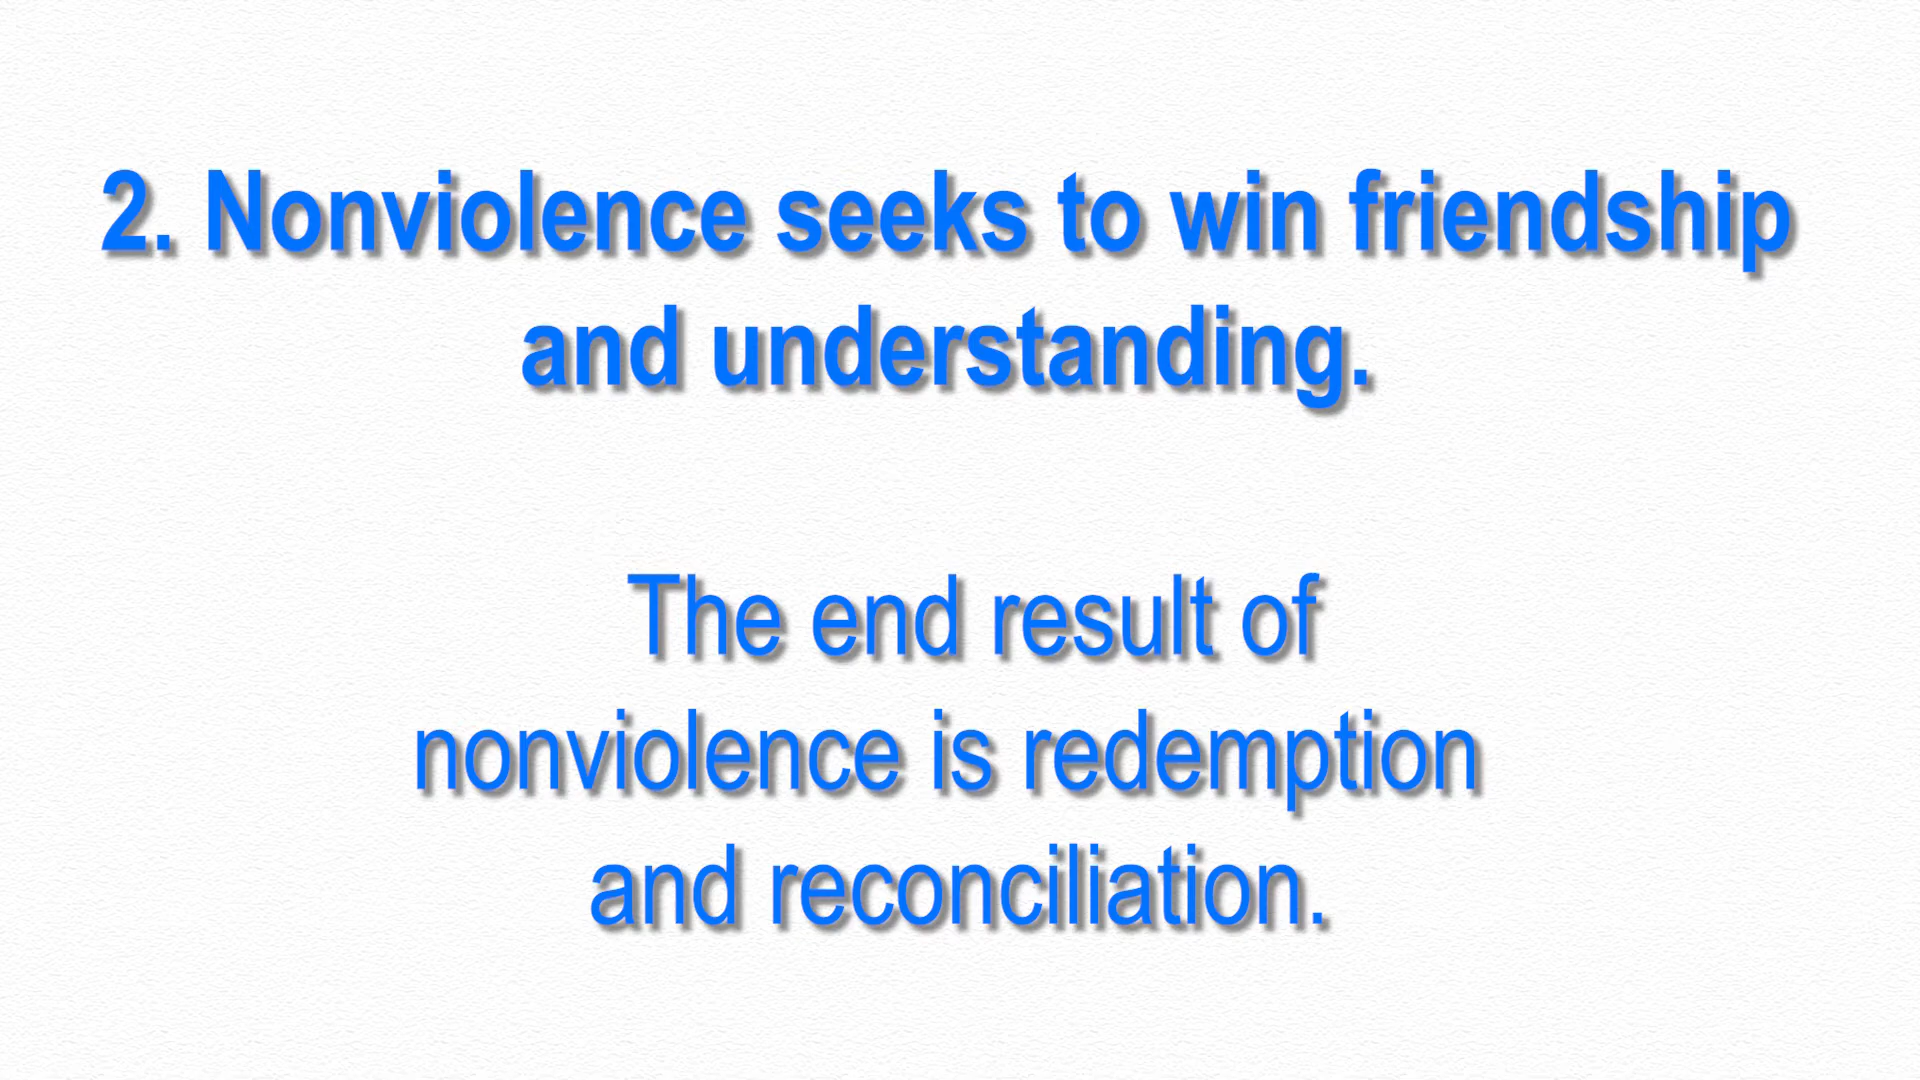 2. Nonviolence seeks to win friendship
and understanding.
The end result of
nonviolence is redemption
and reconciliation.